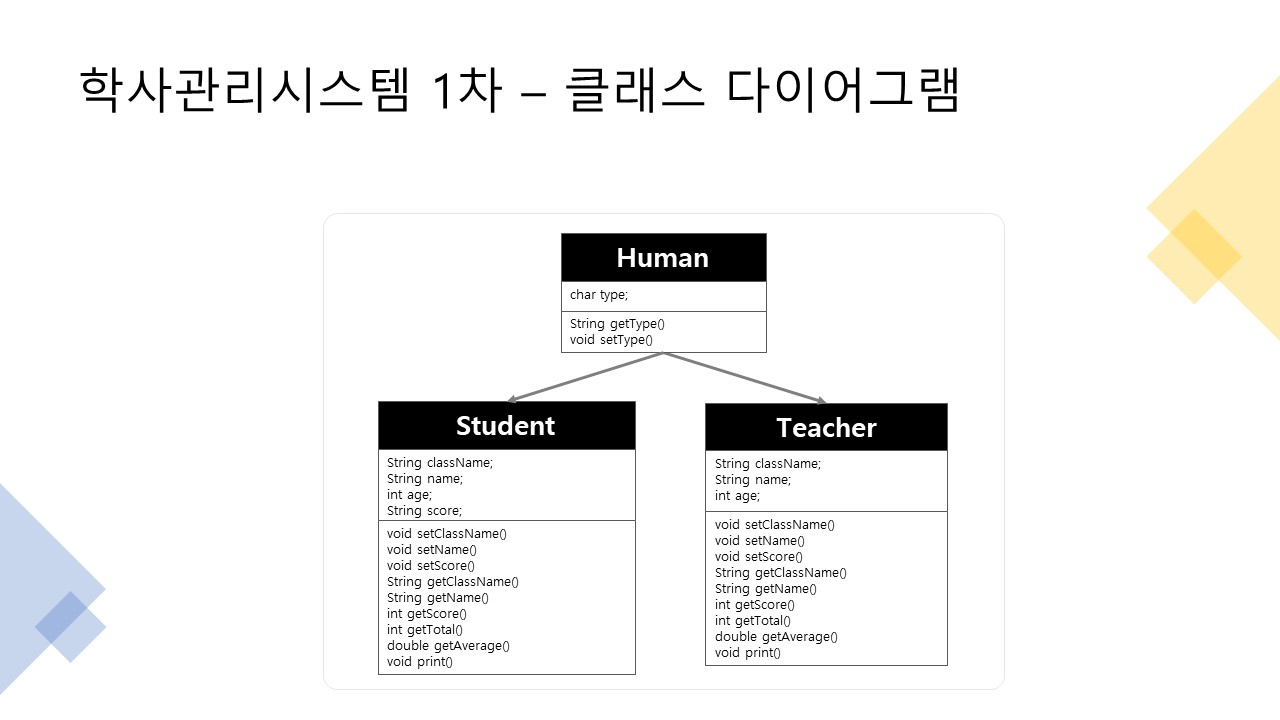 학사관리시스템 1차 – 클래스 다이어그램
Human
char type;
String getType()
void setType()
Student
String className;
String name;
int age;
String score;
void setClassName()
void setName()
void setScore()
String getClassName()
String getName()
int getScore()
int getTotal()
double getAverage()
void print()
Teacher
String className;
String name;
int age;
void setClassName()
void setName()
void setScore()
String getClassName()
String getName()
int getScore()
int getTotal()
double getAverage()
void print()